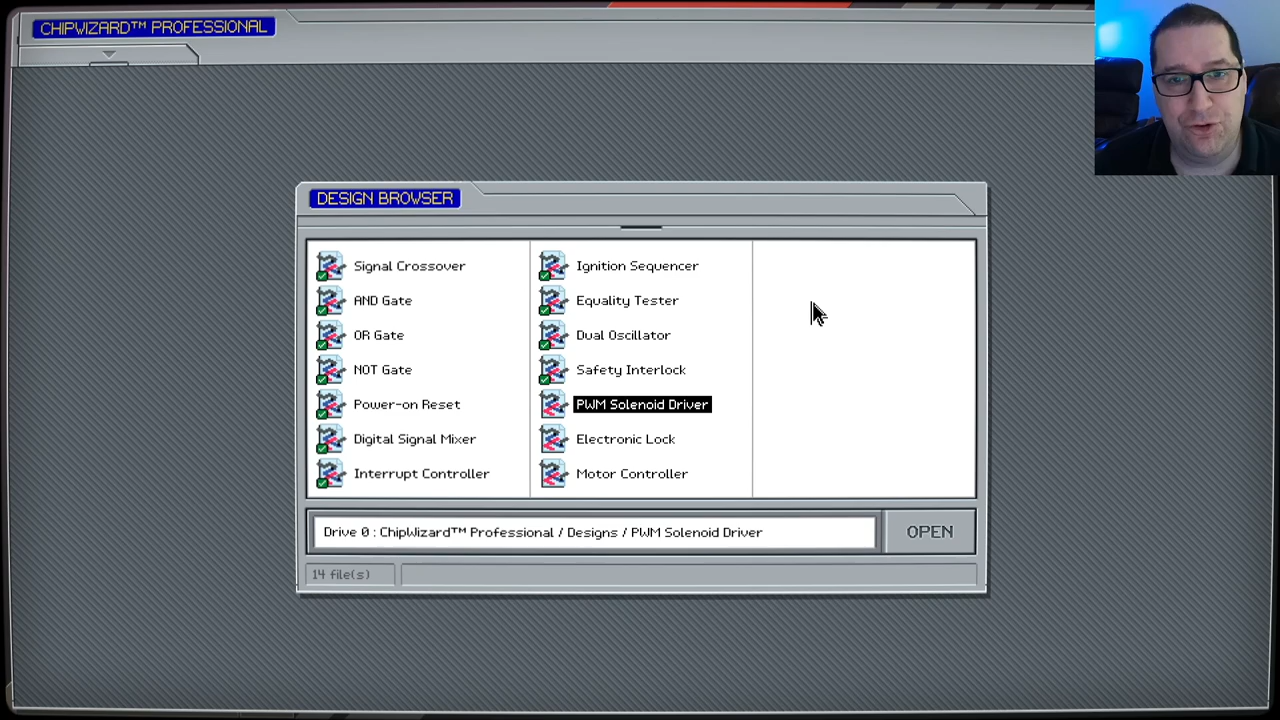 CHIPWIZARD™ PROFESSIONAL
DESIGN BROWSER
Signal Crossover
AND Gate
OR Gate
NOT Gate
Power-on Reset
Digital Signal Mixer
Interrupt Controller
Ignition Sequencer
Equality Tester
Dual Oscillator
Safety Interlock
PWM Solenoid Driver
Electronic Lock
Motor Controller
Drive 0 : ChipWizard™ Professional / Designs / PWM Solenoid Driver
OPEN
14 file(s)